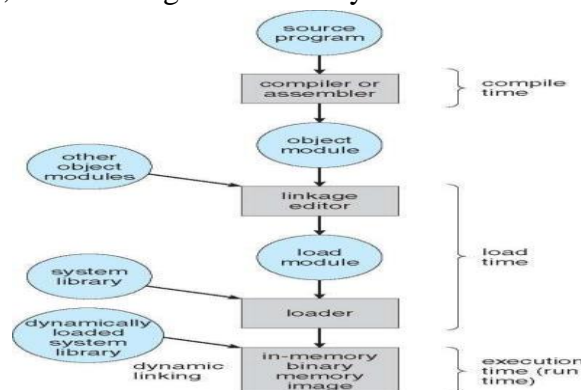 source
program
compiler or
assembler
compile
time
object
module
other
object
modules
linkage
editor
load
module
load
time
system
library
loader
dynamically
loaded
system
library
dynamic
linking
in-memory
binary
memory
image
execution
time (run
time)